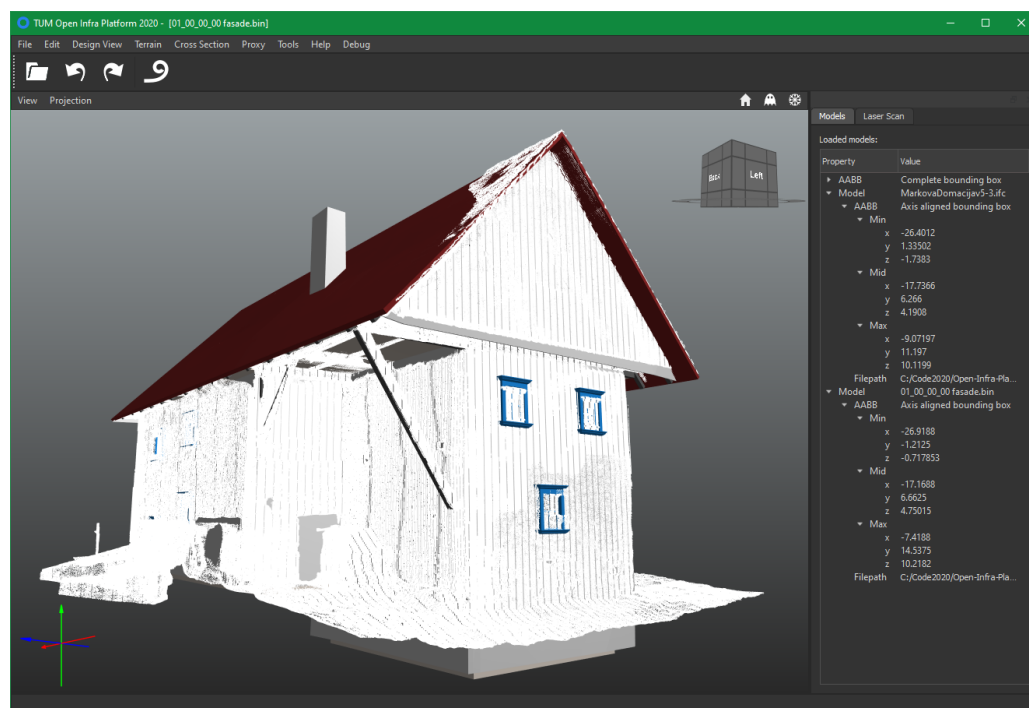 TUM Open Infra Platform 2020 - [01_00_00_00 fasade.bin]
File Edit Design View Terrain Cross Section Proxy Tools Help Debug
View Projection
Models Laser Scan
Loaded models:
Property Value
AABB Complete bounding box
Model MarkovaDomacijav5-3.ifc
AABB Axis aligned bounding box
Min
x -26.4012
y 1.33502
z -1.7383
Mid
x -17.7366
y 6.266
z 4.1908
Max
x -9.07197
y 11.197
z 10.1199
Filepath C:/Code2020/Open-Infra-Pla...
Model 01_00_00_00 fasade.bin
AABB Axis aligned bounding box
Min
x -26.9188
y -1.2125
z -0.717853
Mid
x -17.1688
y 6.6625
z 4.75015
Max
x -7.4188
y 14.5375
z 10.2182
Filepath C:/Code2020/Open-Infra-Pla...
Back Left